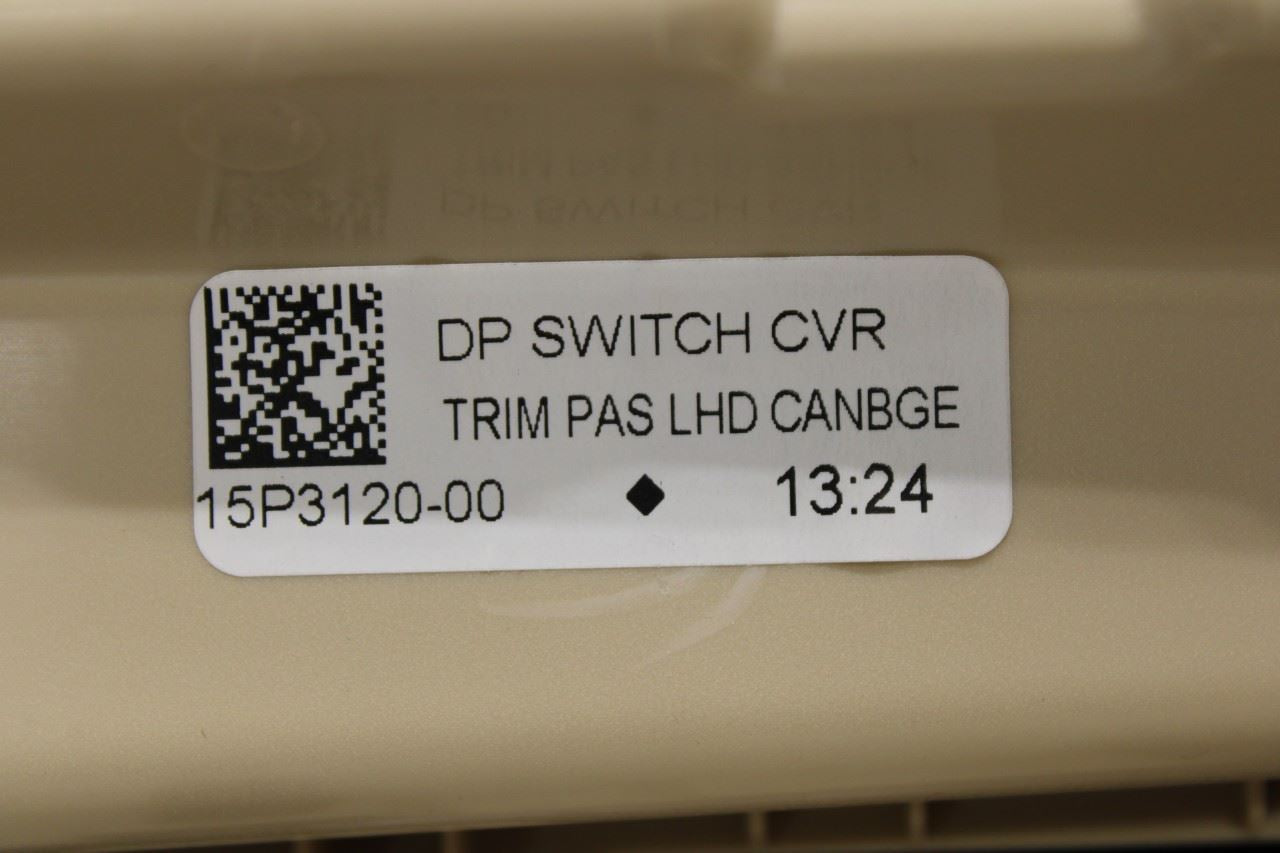 DP SWITCH CVR
TRIM PAS LHD CANBGE
15P3120-00 ◆ 13:24